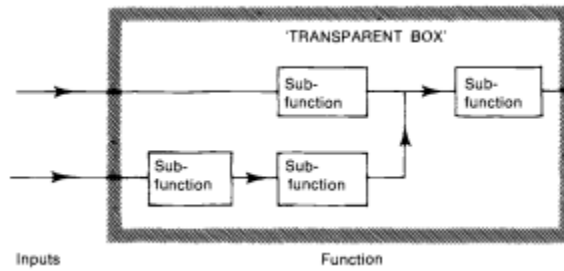 'TRANSPARENT BOX'
Sub-
function
Sub-
function
Sub-
function
Sub-
function
Inputs
Function